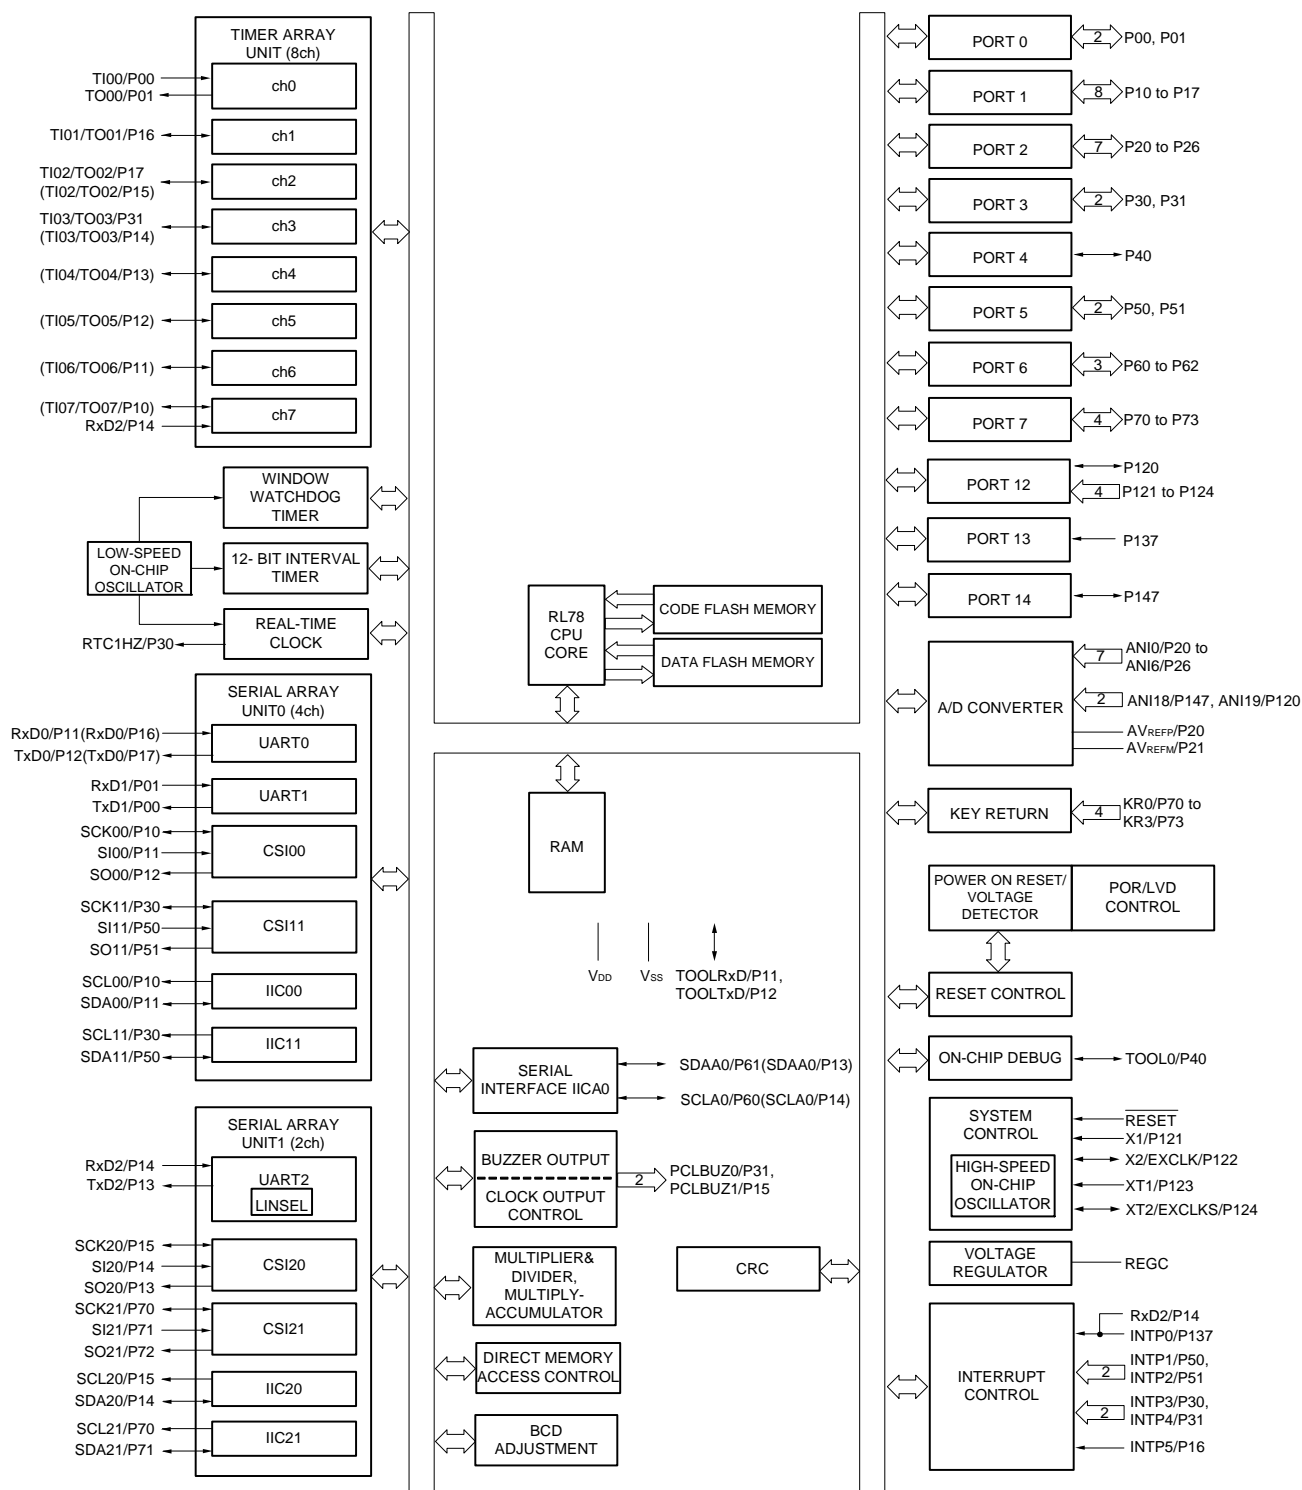 TIMER ARRAY
UNIT (8ch)
TI00/P00
TO00/P01
ch0
TI01/TO01/P16
ch1
TI02/TO02/P17
(TI02/TO02/P15)
ch2
TI03/TO03/P31
(TI03/TO03/P14)
ch3
(TI04/TO04/P13)
ch4
(TI05/TO05/P12)
ch5
(TI06/TO06/P11)
ch6
(TI07/TO07/P10)
RxD2/P14
ch7
WINDOW
WATCHDOG
TIMER
LOW-SPEED
ON-CHIP
OSCILLATOR
12- BIT INTERVAL
TIMER
REAL-TIME
CLOCK
RTC1HZ/P30
SERIAL ARRAY
UNIT0 (4ch)
RxD0/P11(RxD0/P16)
TxD0/P12(TxD0/P17)
UART0
RxD1/P01
TxD1/P00
UART1
SCK00/P10
SI00/P11
SO00/P12
CSI00
SCK11/P30
SI11/P50
SO11/P51
CSI11
SCL00/P10
SDA00/P11
IIC00
SCL11/P30
SDA11/P50
IIC11
SERIAL ARRAY
UNIT1 (2ch)
RxD2/P14
TxD2/P13
UART2
LINSEL
SCK20/P15
SI20/P14
SO20/P13
CSI20
SCK21/P70
SI21/P71
SO21/P72
CSI21
SCL20/P15
SDA20/P14
IIC20
SCL21/P70
SDA21/P71
IIC21
RL78
CPU
CORE
CODE FLASH MEMORY
DATA FLASH MEMORY
RAM
VDD
VSS
TOOLRxD/P11,
TOOLTxD/P12
SERIAL
INTERFACE IICA0
SDAA0/P61(SDAA0/P13)
SCLA0/P60(SCLA0/P14)
BUZZER OUTPUT
CLOCK OUTPUT
CONTROL
2
PCLBUZ0/P31,
PCLBUZ1/P15
MULTIPLIER&
DIVIDER,
MULTIPLY-
ACCUMULATOR
CRC
DIRECT MEMORY
ACCESS CONTROL
BCD
ADJUSTMENT
PORT 0
2
P00, P01
PORT 1
8
P10 to P17
PORT 2
7
P20 to P26
PORT 3
2
P30, P31
PORT 4
P40
PORT 5
2
P50, P51
PORT 6
3
P60 to P62
PORT 7
4
P70 to P73
PORT 12
P120
4
P121 to P124
PORT 13
P137
PORT 14
P147
A/D CONVERTER
7
ANI0/P20 to
ANI6/P26
2
ANI18/P147, ANI19/P120
AVREFP/P20
AVREFM/P21
KEY RETURN
4
KR0/P70 to
KR3/P73
POWER ON RESET/
VOLTAGE
DETECTOR
POR/LVD
CONTROL
RESET CONTROL
ON-CHIP DEBUG
TOOL0/P40
SYSTEM
CONTROL
HIGH-SPEED
ON-CHIP
OSCILLATOR
RESET
X1/P121
X2/EXCLK/P122
XT1/P123
XT2/EXCLKS/P124
VOLTAGE
REGULATOR
REGC
INTERRUPT
CONTROL
RxD2/P14
INTP0/P137
2
INTP1/P50,
INTP2/P51
2
INTP3/P30,
INTP4/P31
INTP5/P16